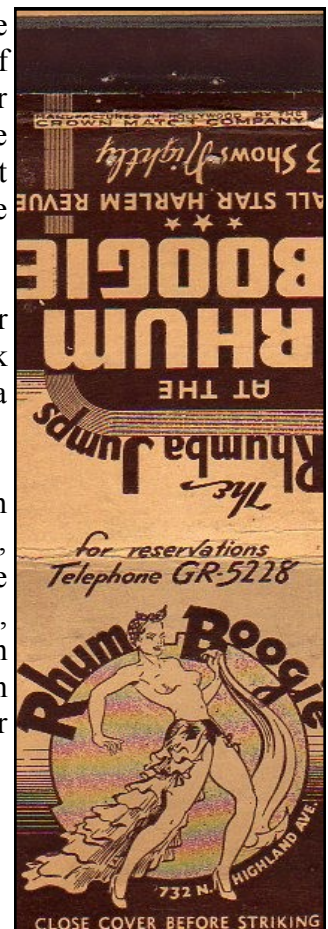 MANUFACTURED IN HOLLYWOOD BY THE
CROWN MATCH COMPANY
The
Rhumba Jumps
AT THE
RHUM
BOOGIE
ALL STAR HARLEM REVUE
3 Shows Nightly
for reservations
Telephone GR-5228
Rhum Boogie
732 N. HIGHLAND AVE.
CLOSE COVER BEFORE STRIKING